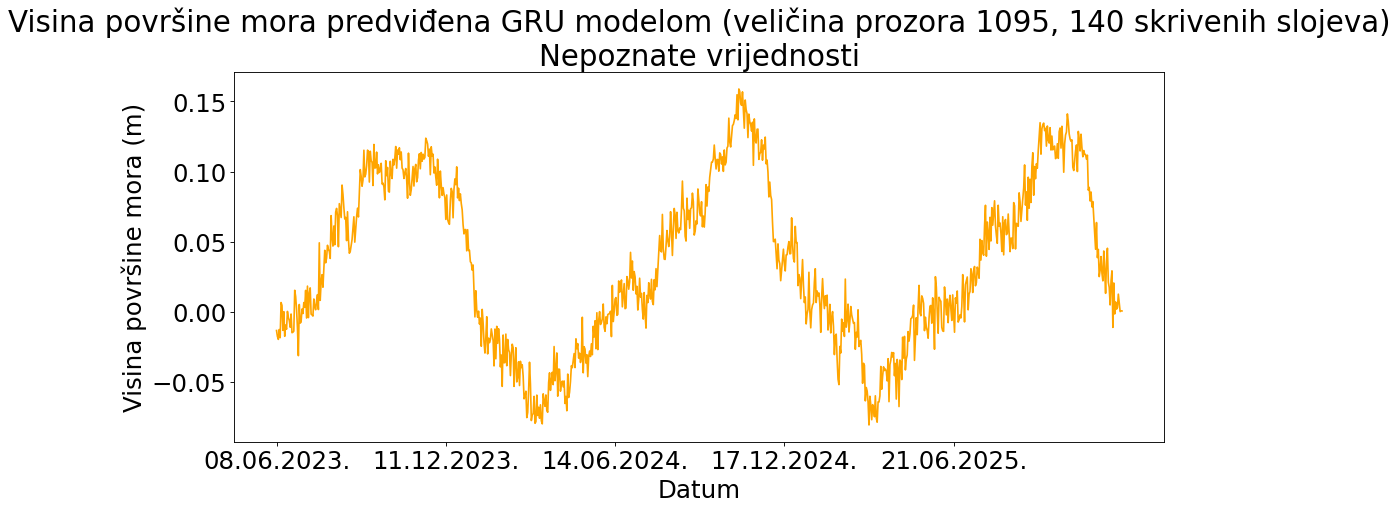 Visina površine mora predviđena GRU modelom (veličina prozora 1095, 140 skrivenih slojeva)
Nepoznate vrijednosti
Visina površine mora (m)
0.15
0.10
0.05
0.00
−0.05
08.06.2023. 11.12.2023. 14.06.2024. 17.12.2024. 21.06.2025.
Datum